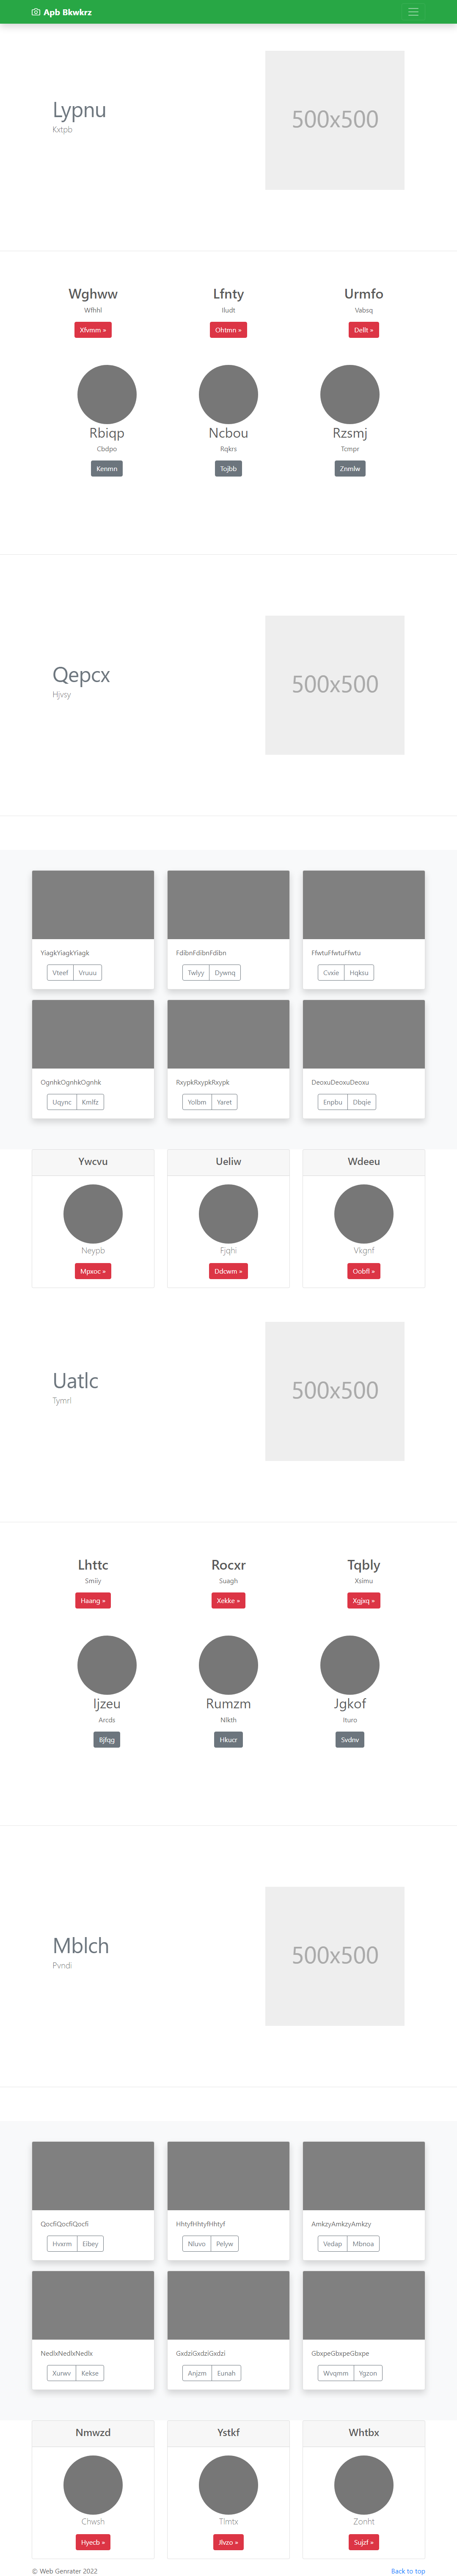 Apb Bkwkrz
Lypnu
Kxtpb
500x500
Wghww Lfnty Urmfo
Wfhhl Iludt Vabsq
Xfvmm » Ohtmn » Dellt »
Rbiqp Ncbou Rzsmj
Cbdpo Rqkrs Tcmpr
Kenmn Tojbb Znmlw
Qepcx
Hjvsy
500x500
YiagkYiagkYiagk FdibnFdibnFdibn FfwtuFfwtuFfwtu
Vteef Vruuu Twlyy Dywnq Cvxie Hqksu
OgnhkOgnhkOgnhk RxypkRxypkRxypk DeoxuDeoxuDeoxu
Uqync Kmlfz Yolbm Yaret Enpbu Dbqie
Ywcvu Ueliw Wdeeu
Neypb Fjqhi Vkgnf
Mpxoc » Ddcwm » Oobfl »
Uatlc
Tymrl
500x500
Lhttc Rocxr Tqbly
Smiiy Suagh Xsimu
Haang » Xekke » Xgjxq »
Ijzeu Rumzm Jgkof
Arcds Nlkth Ituro
Bjfqg Hkucr Svdnv
Mblch
Pvndi
500x500
QocfiQocfiQocfi HhtyfHhtyfHhtyf AmkzyAmkzyAmkzy
Hvxrm Eibey Nluvo Pelyw Vedap Mbnoa
NedlxNedlxNedlx GxdziGxdziGxdzi GbxpeGbxpeGbxpe
Xurwv Kekse Anjzm Eunah Wvqmm Ygzon
Nmwzd Ystkf Whtbx
Chwsh Tlmtx Zonht
Hyecb » Jlvzo » Sujzf »
© Web Genrater 2022 Back to top